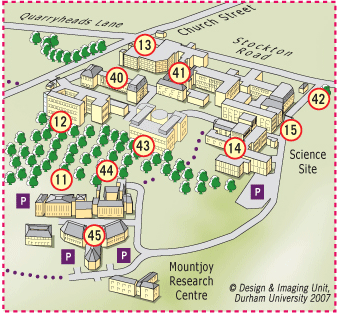 Quarryheads Lane
Church Street
Stockton
Road
13
40
41
42
12
43
14
15
Science
Site
11
44
P
P
45
P
P
Mountjoy
Research
Centre
© Design & Imaging Unit,
Durham University 2007